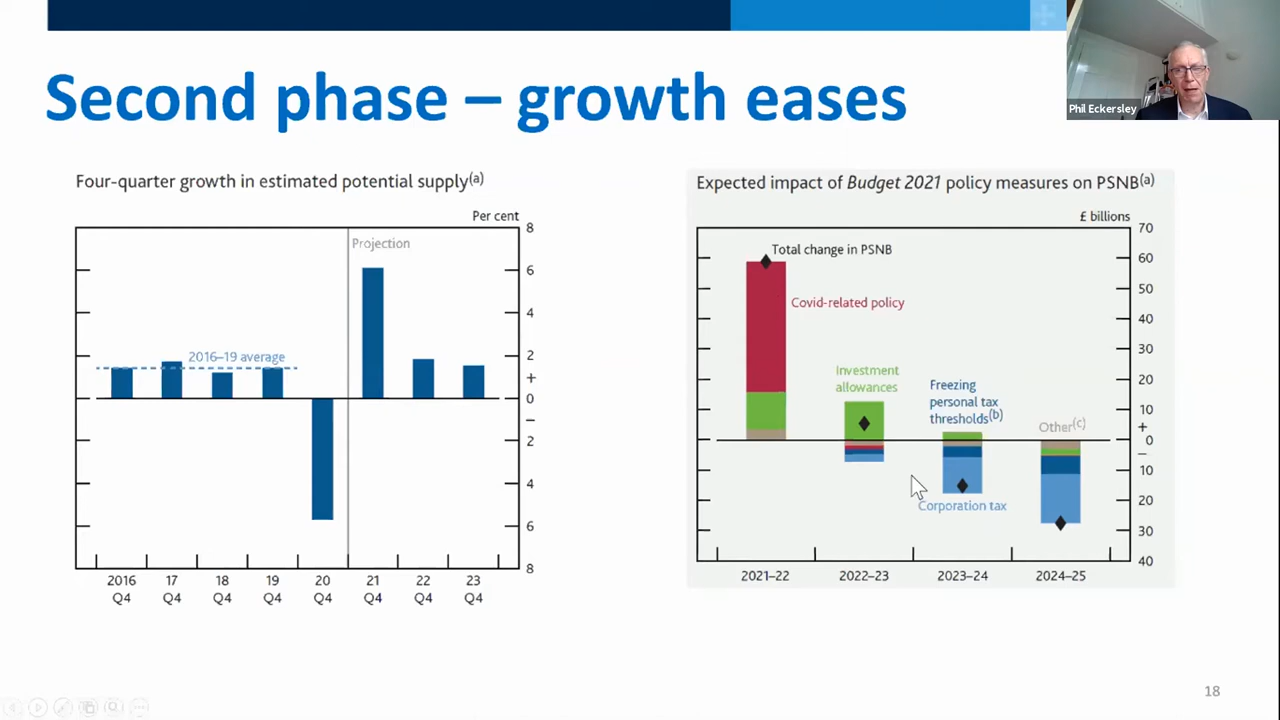 Second phase – growth eases
Phil Eckersley
Four-quarter growth in estimated potential supply(a)
Per cent
8
6
4
2
+
0
–
2
4
6
8
Projection
2016–19 average
2016 17 18 19 20 21 22 23
Q4 Q4 Q4 Q4 Q4 Q4 Q4 Q4
Expected impact of Budget 2021 policy measures on PSNB(a)
£ billions
70
60
50
40
30
20
10
+
0
–
10
20
30
40
Total change in PSNB
Covid-related policy
Investment
allowances
Freezing
personal tax
thresholds(b)
Other(c)
Corporation tax
2021–22 2022–23 2023–24 2024–25
18